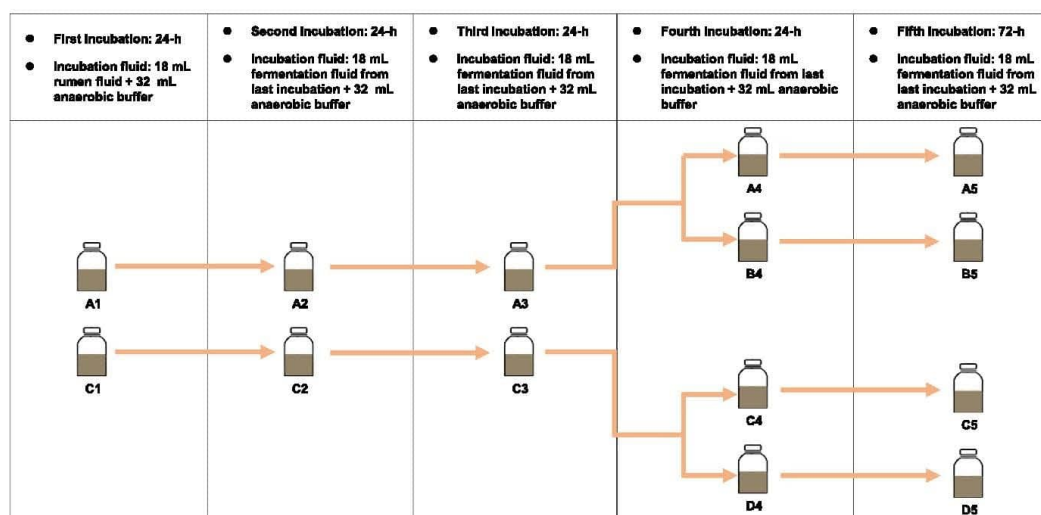 ● First Incubation: 24-h
● Incubation fluid: 18 mL
rumen fluid + 32 mL
anaerobic buffer
● Second Incubation: 24-h
● Incubation fluid: 18 mL
fermentation fluid from
last incubation + 32 mL
anaerobic buffer
● Third Incubation: 24-h
● Incubation fluid: 18 mL
fermentation fluid from
last incubation + 32 mL
anaerobic buffer
● Fourth Incubation: 24-h
● Incubation fluid: 18 mL
fermentation fluid from last
incubation + 32 mL anaerobic
buffer
● Fifth Incubation: 72-h
● Incubation fluid: 18 mL
fermentation fluid from
last incubation + 32 mL
anaerobic buffer
A4
A5
B4
B5
A1
A2
A3
C1
C2
C3
C4
C5
D4
D5